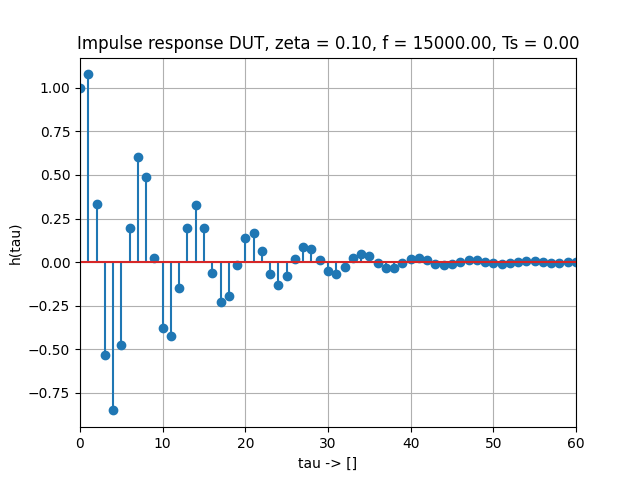 Impulse response DUT, zeta = 0.10, f = 15000.00, Ts = 0.00
1.00
0.75
0.50
0.25
0.00
−0.25
−0.50
−0.75
h(tau)
0 10 20 30 40 50 60
tau -> []